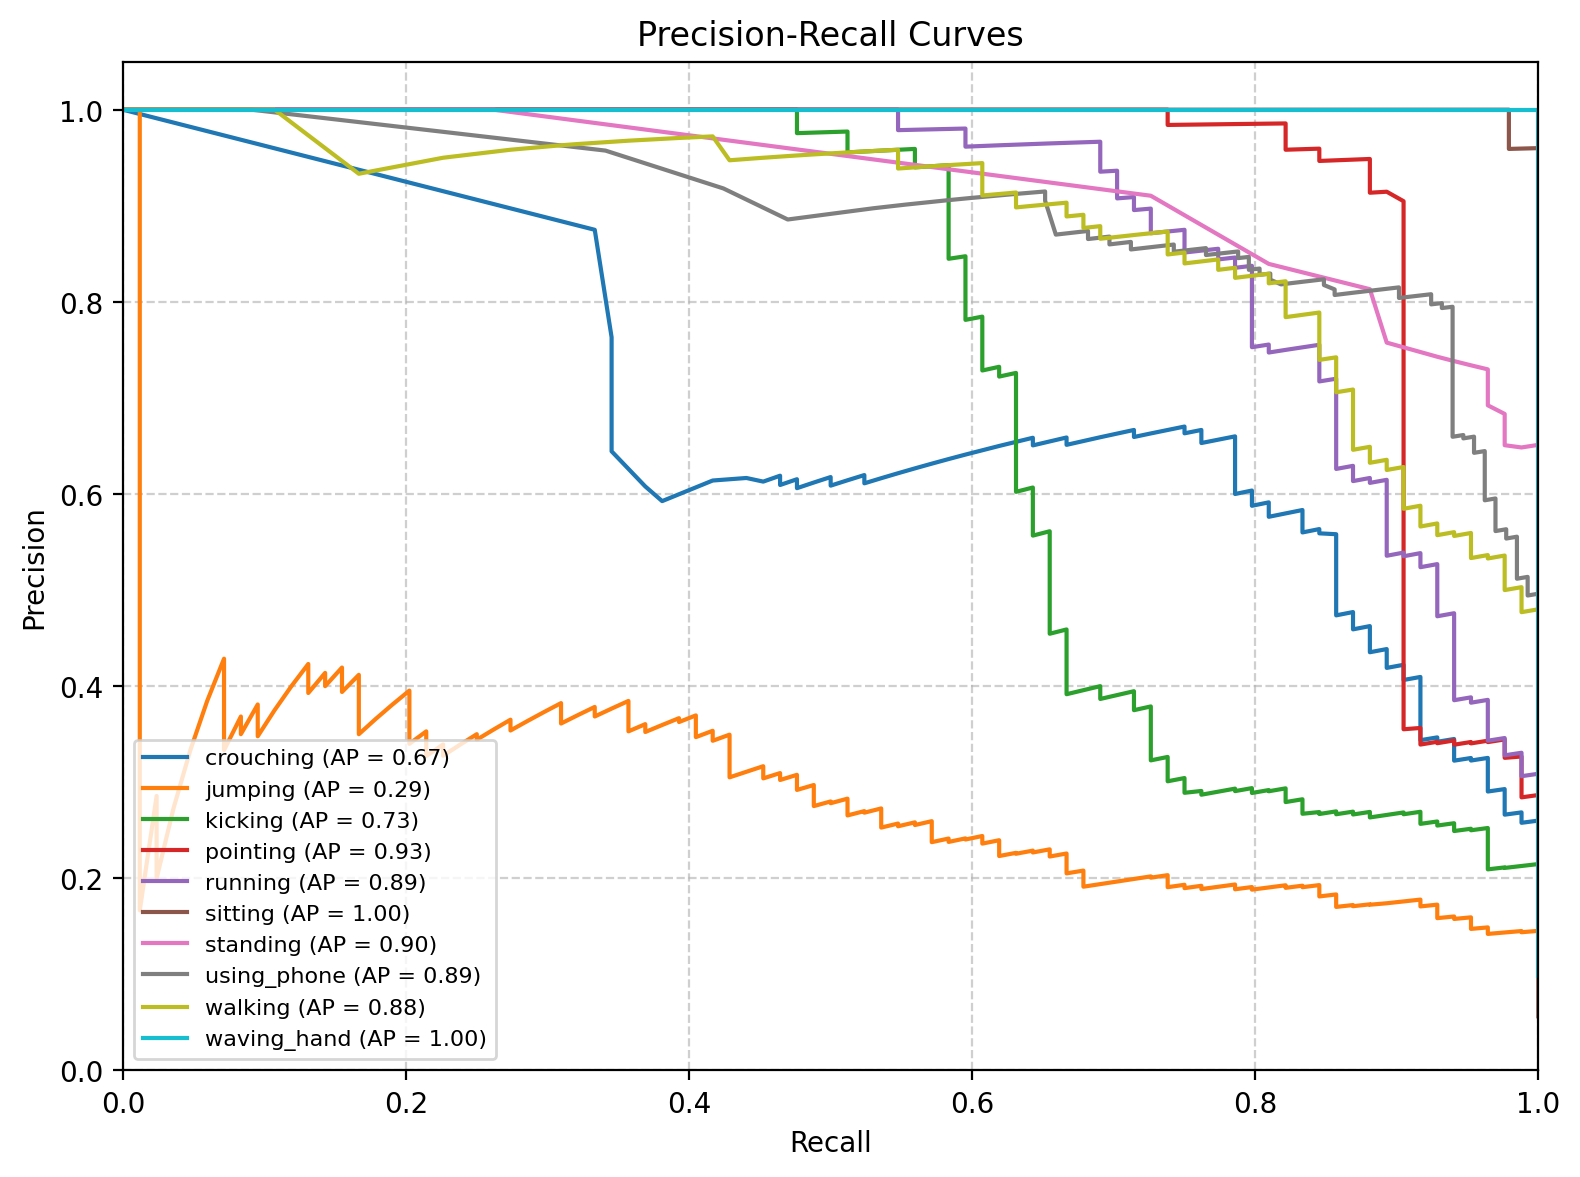 Precision-Recall Curves
1.0
0.8
0.6
0.4
0.2
0.0
Precision
crouching (AP = 0.67)
jumping (AP = 0.29)
kicking (AP = 0.73)
pointing (AP = 0.93)
running (AP = 0.89)
sitting (AP = 1.00)
standing (AP = 0.90)
using_phone (AP = 0.89)
walking (AP = 0.88)
waving_hand (AP = 1.00)
0.0 0.2 0.4 0.6 0.8 1.0
Recall